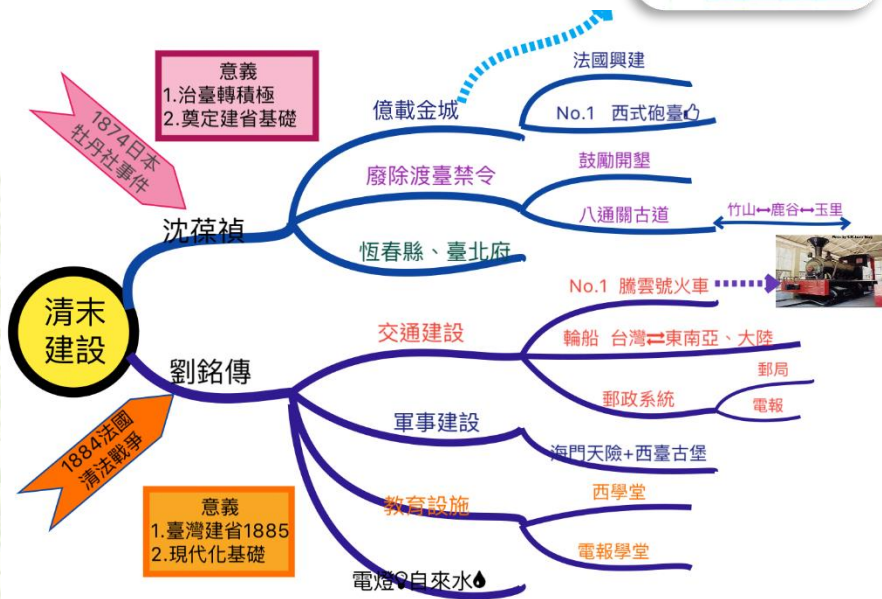 清末
建設
1874日本
牡丹社事件
沈葆禎
意義
1.治臺轉積極
2.奠定建省基礎
億載金城
法國興建
No.1 西式砲臺
廢除渡臺禁令
鼓勵開墾
八通關古道
竹山↔鹿谷↔玉里
恆春縣、臺北府
1884法國
清法戰爭
劉銘傳
意義
1.臺灣建省1885
2.現代化基礎
交通建設
No.1 騰雲號火車
輪船 台灣⇄東南亞、大陸
郵政系統
郵局
電報
軍事建設
海門天險+西臺古堡
教育設施
西學堂
電報學堂
電燈 自來水